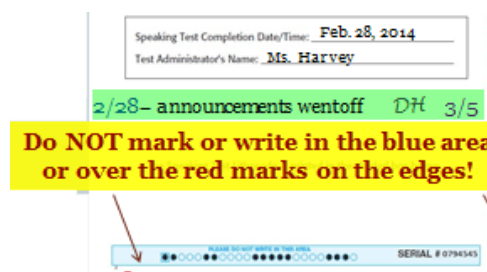 Speaking Test Completion Date/Time: Feb. 28, 2014
Test Administrator's Name: Ms. Harvey
2/28– announcements wentoff DH 3/5
Do NOT mark or write in the blue area
or over the red marks on the edges!
PLEASE DO NOT WRITE IN THIS AREA
SERIAL # 0794545